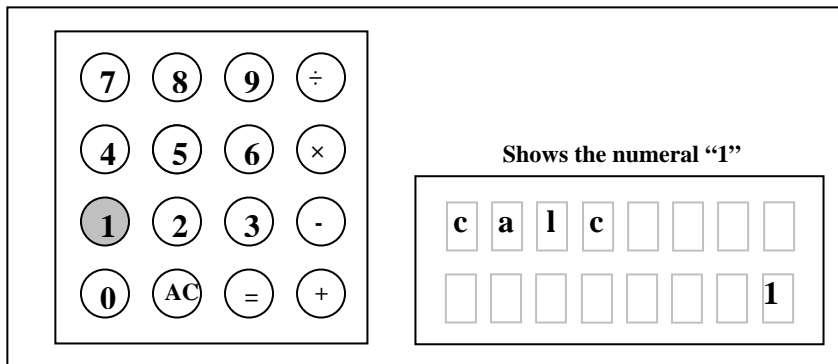 7 8 9 ÷
4 5 6 ×
1 2 3 -
0 AC = +
Shows the numeral “1”
c a l c
1